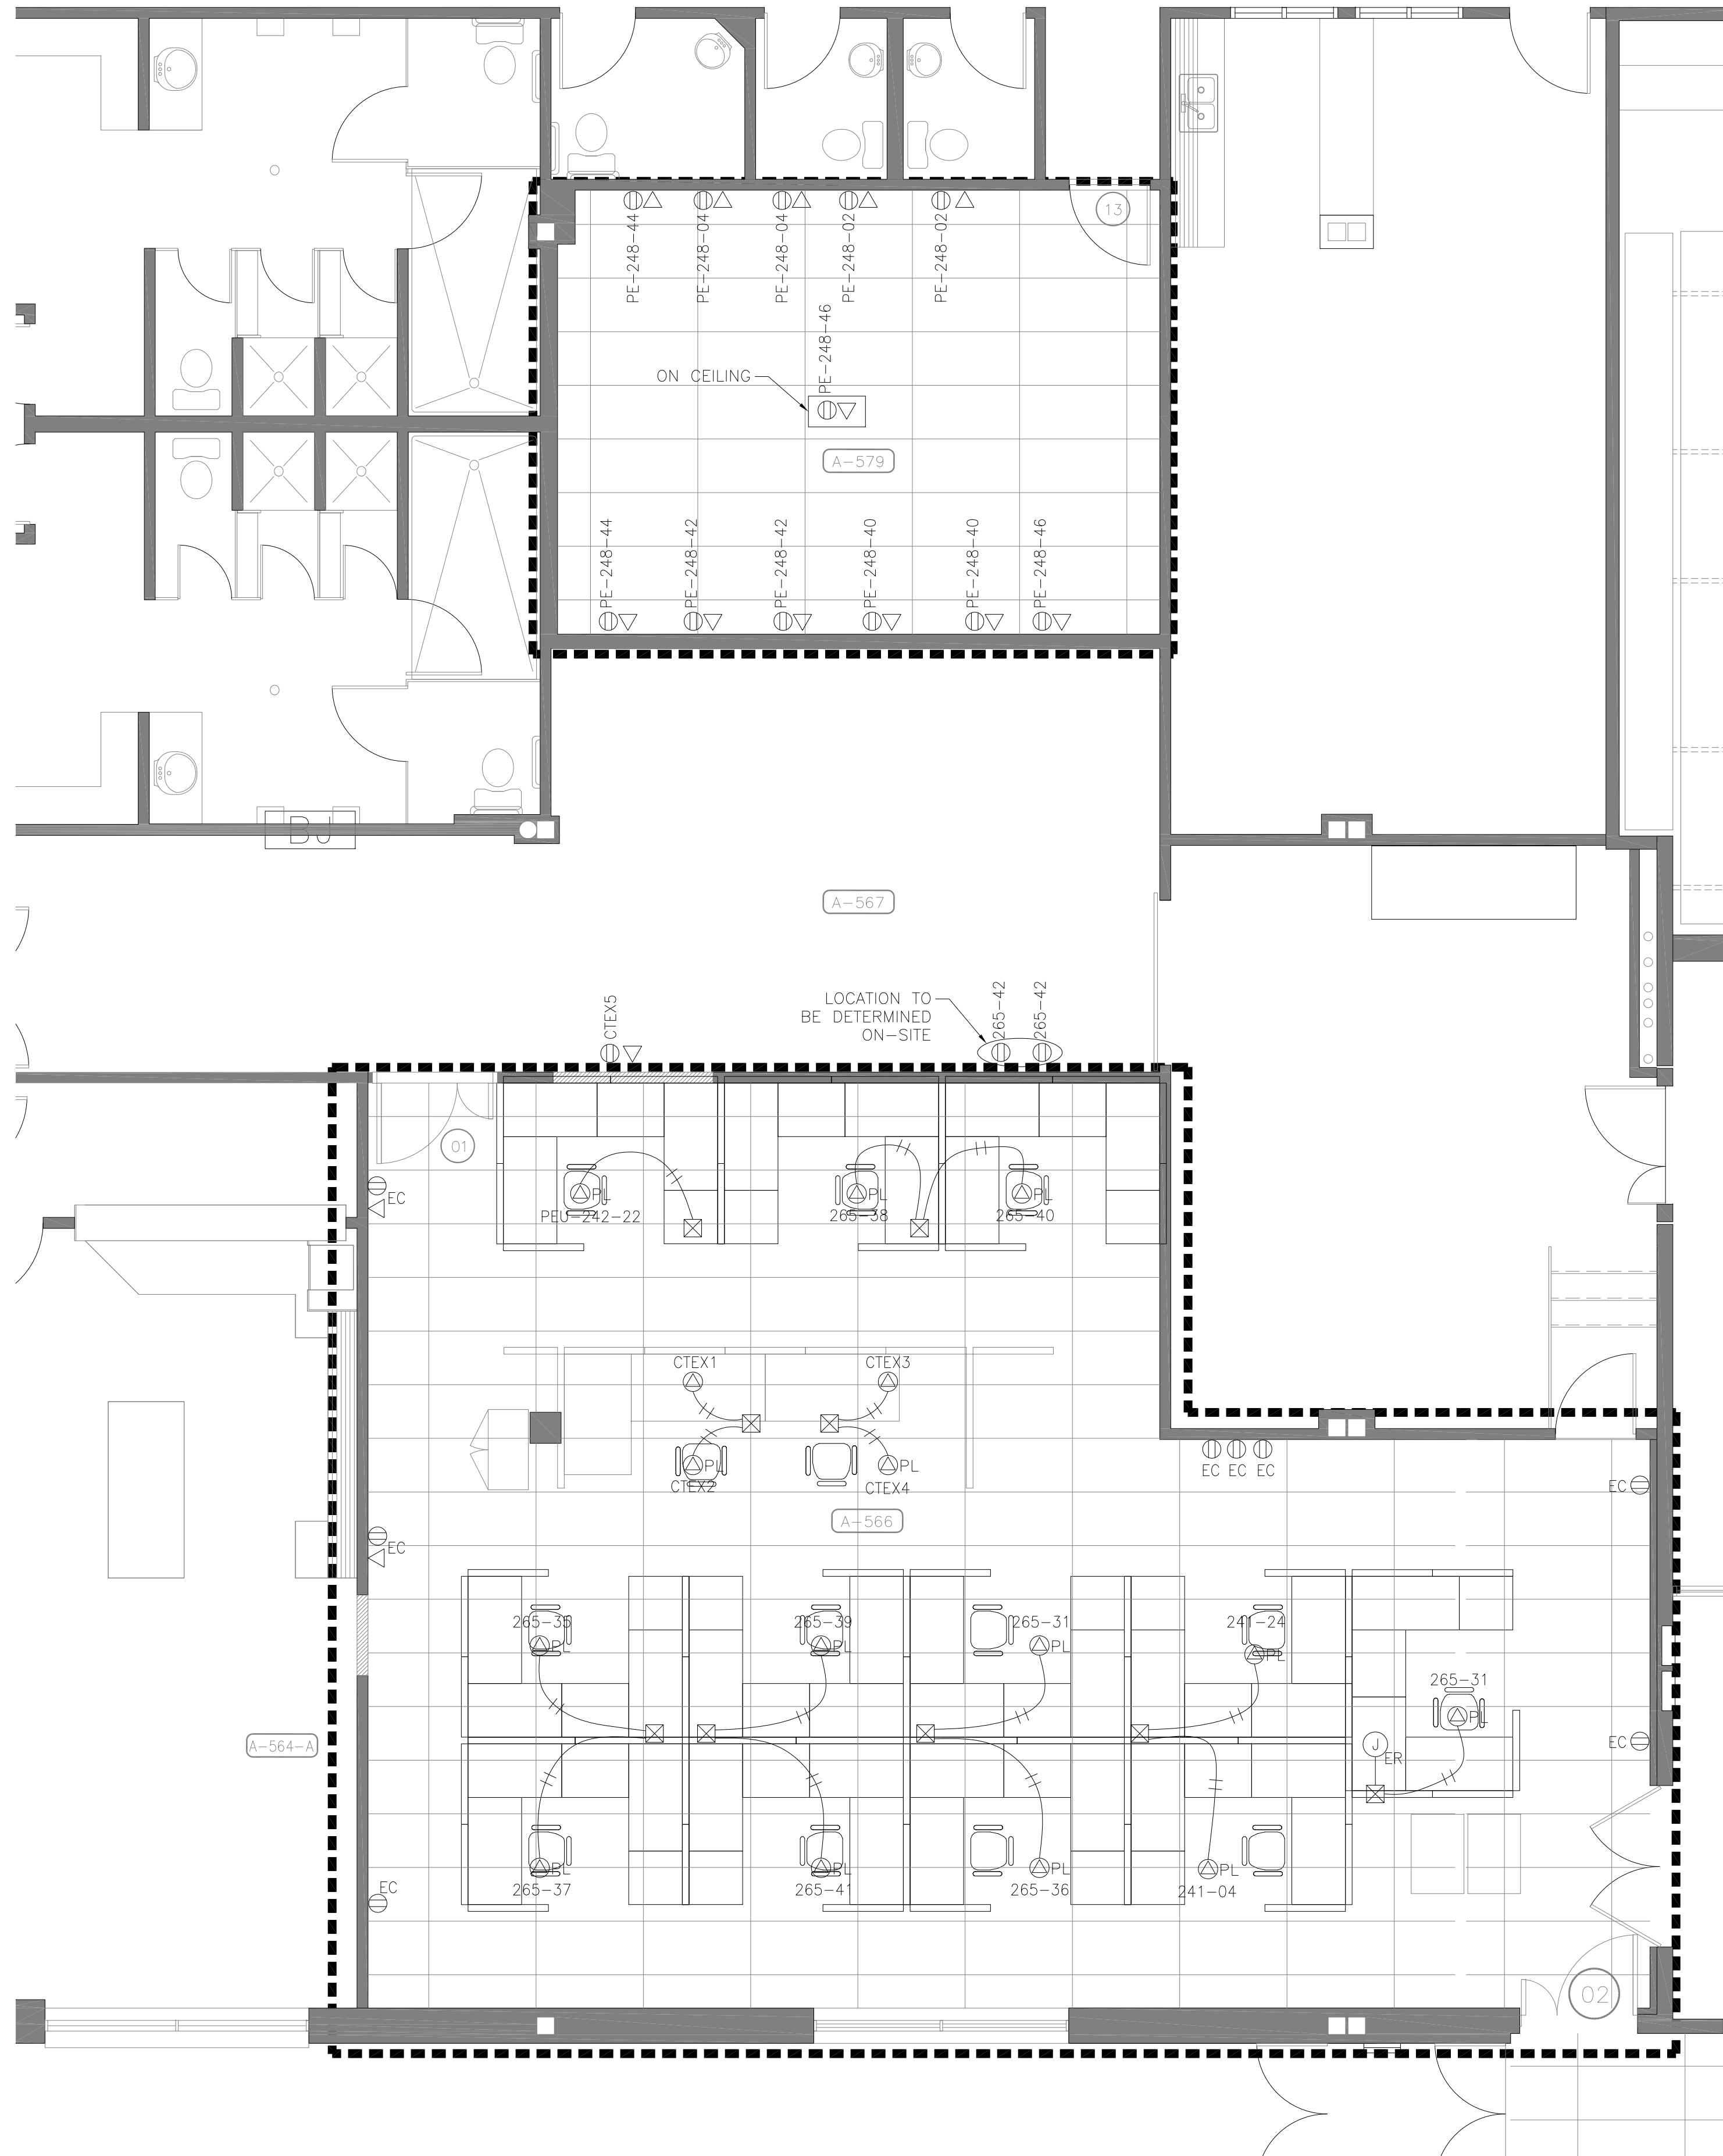 13
PE-248-44
PE-248-04
PE-248-04
PE-248-02
PE-248-02
PE-248-46
ON CEILING
A-579
PE-248-44
PE-248-42
PE-248-42
PE-248-40
PE-248-40
PE-248-46
BJ
A-567
CTEX5
LOCATION TO
BE DETERMINED
ON-SITE
265-42
265-42
01
EC
PL
PEU-242-22
PL
265-38
PL
265-40
CTEX1
CTEX3
PL
CTEX2
PL
CTEX4
EC
EC
EC
EC
A-566
EC
265-35
PL
265-39
PL
265-31
PL
241-24
PL
265-31
PL
A-564-A
J
ER
EC
PL
265-37
PL
265-41
PL
265-36
PL
241-04
EC
02